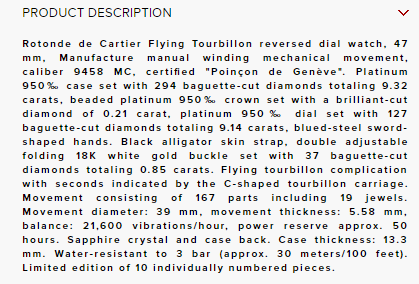 PRODUCT DESCRIPTION
Rotonde de Cartier Flying Tourbillon reversed dial watch, 47
mm, Manufacture manual winding mechanical movement,
caliber 9458 MC, certified "Poinçon de Genève". Platinum
950‰ case set with 294 baguette-cut diamonds totaling 9.32
carats, beaded platinum 950‰ crown set with a brilliant-cut
diamond of 0.21 carat, platinum 950 ‰ dial set with 127
baguette-cut diamonds totaling 9.14 carats, blued-steel sword-
shaped hands. Black alligator skin strap, double adjustable
folding 18K white gold buckle set with 37 baguette-cut
diamonds totaling 0.85 carats. Flying tourbillon complication
with seconds indicated by the C-shaped tourbillon carriage.
Movement consisting of 167 parts including 19 jewels.
Movement diameter: 39 mm, movement thickness: 5.58 mm,
balance: 21,600 vibrations/hour, power reserve approx. 50
hours. Sapphire crystal and case back. Case thickness: 13.3
mm. Water-resistant to 3 bar (approx. 30 meters/100 feet).
Limited edition of 10 individually numbered pieces.